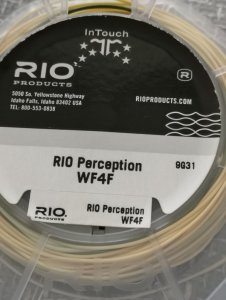 InTouch
RIO
PRODUCTS
R
5050 So. Yellowstone Highway
Idaho Falls, Idaho 83402 USA
TEL: 800-553-0838
RIOPRODUCTS.COM
RIO Perception
9G31
WF4F
RIO
PRODUCTS
RIO Perception
WF4F